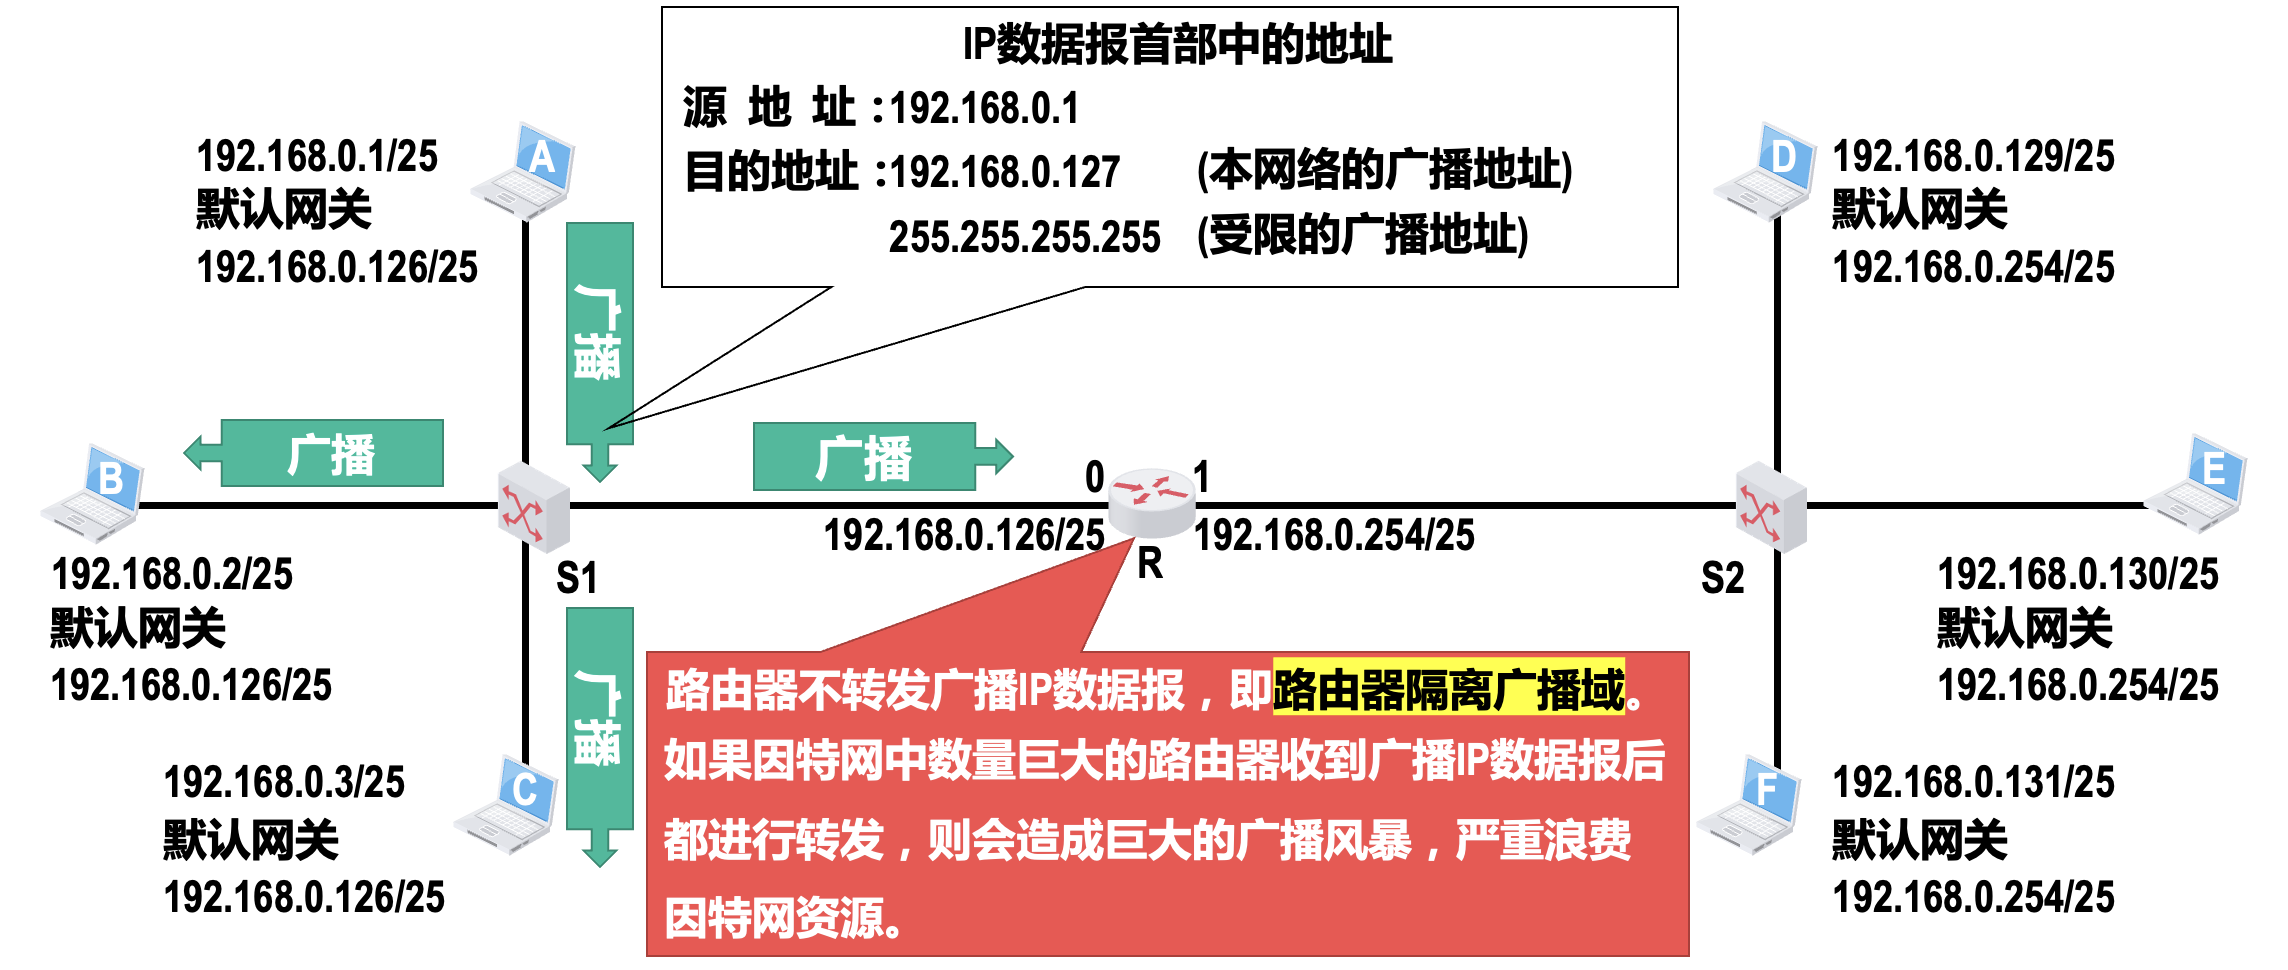 IP数据报首部中的地址
源 地 址：192.168.0.1
目的地址：192.168.0.127 (本网络的广播地址)
255.255.255.255 (受限的广播地址)
A
192.168.0.1/25
默认网关
192.168.0.126/25
广播
D
192.168.0.129/25
默认网关
192.168.0.254/25
B
广播
广播
0
1
E
192.168.0.126/25
192.168.0.254/25
R
S1
S2
192.168.0.2/25
默认网关
192.168.0.126/25
192.168.0.130/25
默认网关
192.168.0.254/25
广播
路由器不转发广播IP数据报，即路由器隔离广播域。
如果因特网中数量巨大的路由器收到广播IP数据报后
都进行转发，则会造成巨大的广播风暴，严重浪费
因特网资源。
C
192.168.0.3/25
默认网关
192.168.0.126/25
F
192.168.0.131/25
默认网关
192.168.0.254/25